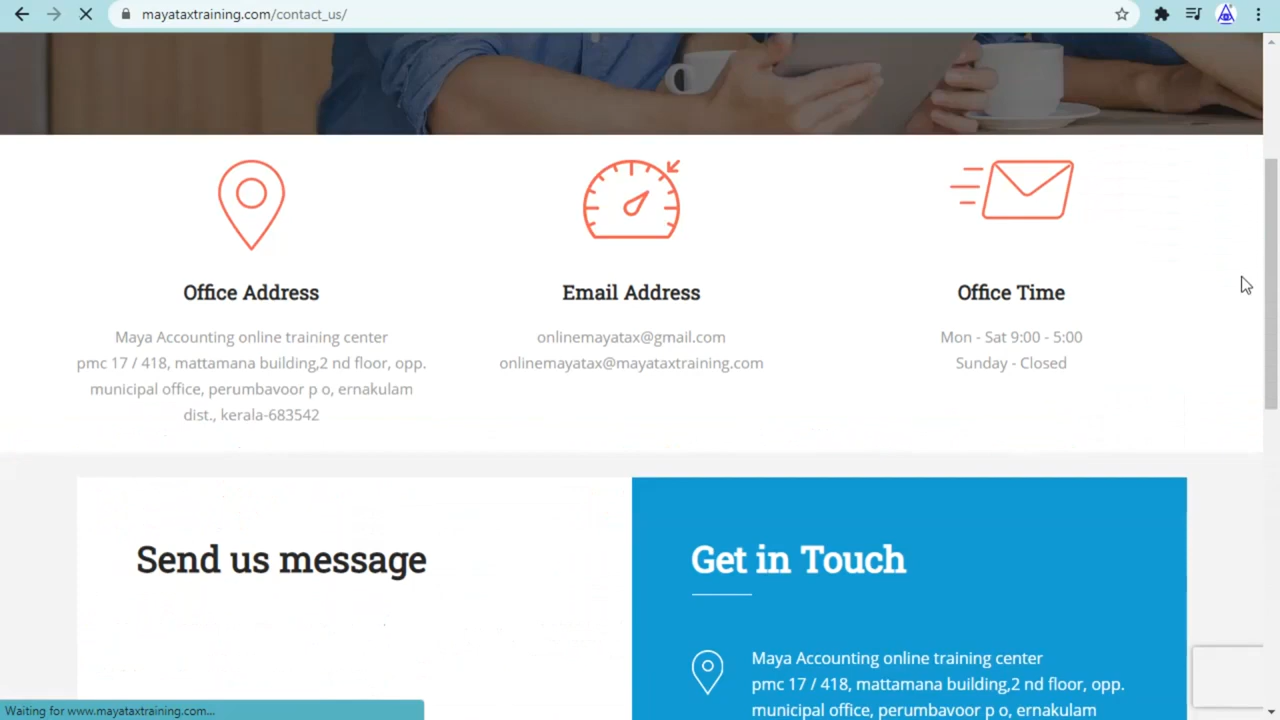 mayataxtraining.com/contact_us/
Office Address
Maya Accounting online training center
pmc 17 / 418, mattamana building,2 nd floor, opp.
municipal office, perumbavoor p o, ernakulam
dist., kerala-683542
Email Address
onlinemayatax@gmail.com
onlinemayatax@mayataxtraining.com
Office Time
Mon - Sat 9:00 - 5:00
Sunday - Closed
Send us message
Get in Touch
Maya Accounting online training center
pmc 17 / 418, mattamana building,2 nd floor, opp.
municipal office, perumbavoor p o, ernakulam
Waiting for www.mayataxtraining.com...